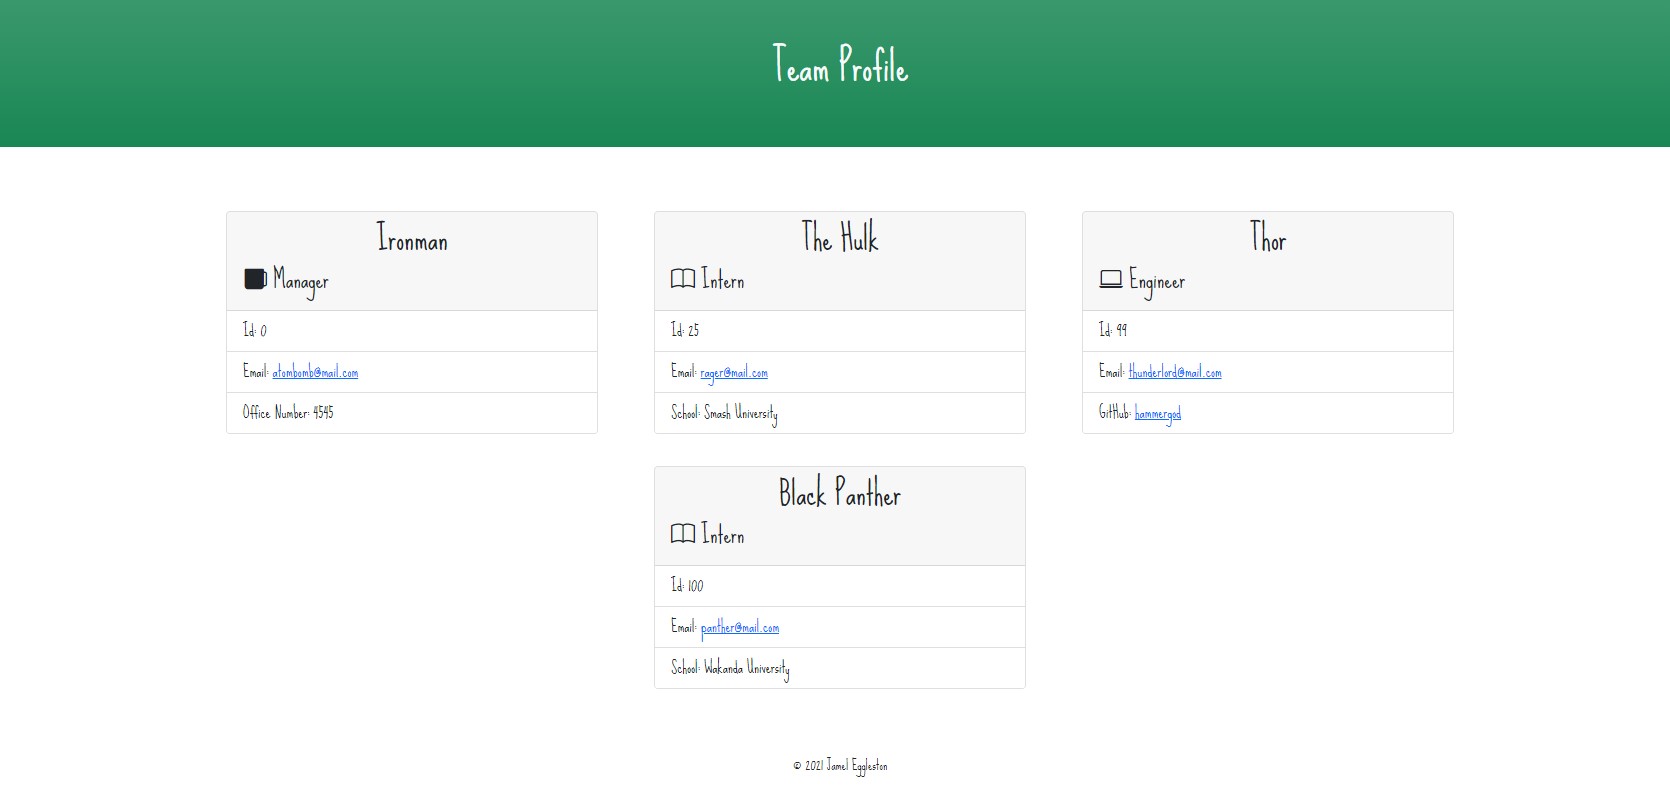 Team Profile
Ironman
Manager
Id: 0
Email: atombomb@mail.com
Office Number: 4545
The Hulk
Intern
Id: 25
Email: rager@mail.com
School: Smash University
Thor
Engineer
Id: 99
Email: thunderlord@mail.com
GitHub: hammergod
Black Panther
Intern
Id: 100
Email: panther@mail.com
School: Wakanda University
© 2021 Jamel Eggleston